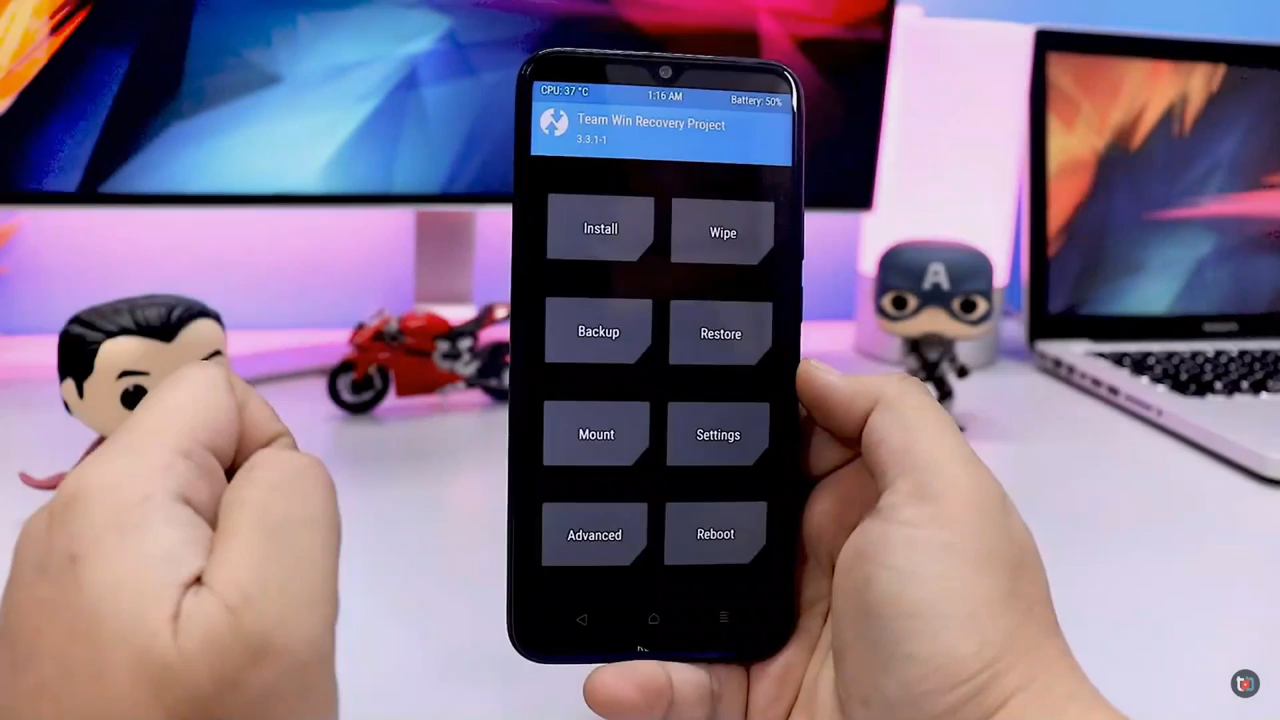 CPU: 37 °C
1:16 AM
Battery: 50%
Team Win Recovery Project
3.3.1-1
Install
Wipe
Backup
Restore
Mount
Settings
Advanced
Reboot
A